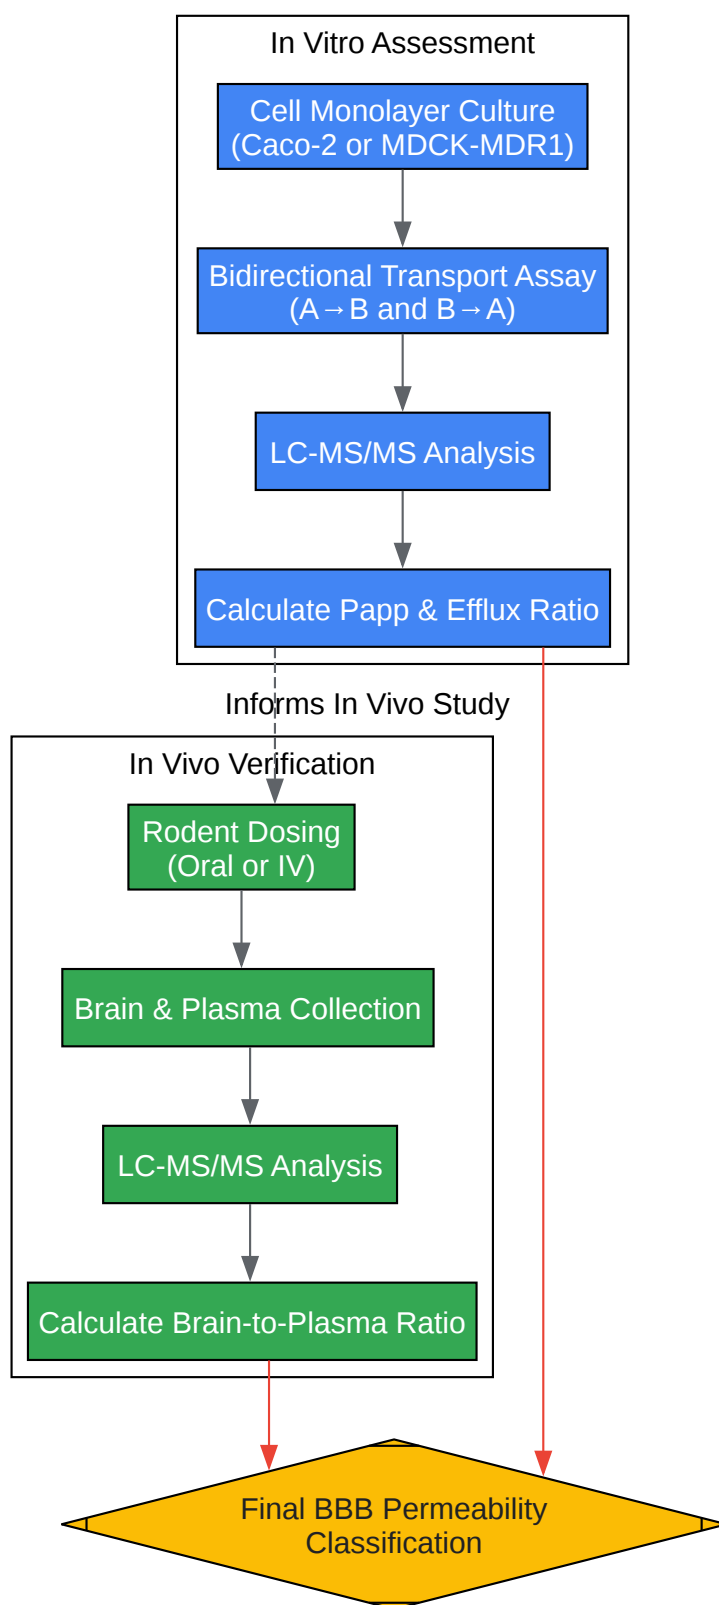 In Vitro Assessment
Cell Monolayer Culture
(Caco-2 or MDCK-MDR1)
Bidirectional Transport Assay
(A→B and B→A)
LC-MS/MS Analysis
Calculate Papp & Efflux Ratio
Informs In Vivo Study
In Vivo Verification
Rodent Dosing
(Oral or IV)
Brain & Plasma Collection
LC-MS/MS Analysis
Calculate Brain-to-Plasma Ratio
Final BBB Permeability
Classification